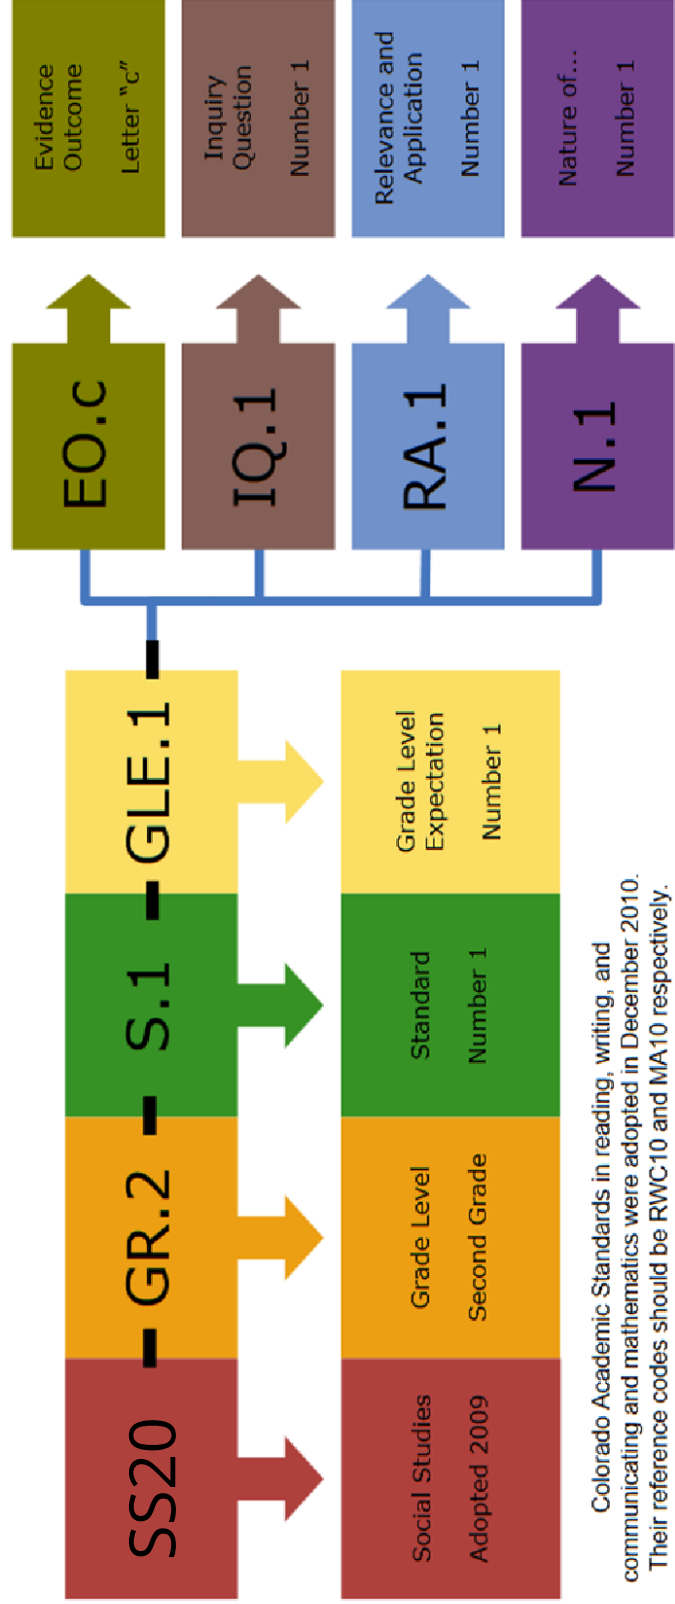 SS20
GR.2
S.1
GLE.1
EO.c
IQ.1
RA.1
N.1
Evidence
Outcome
Letter “c”
Inquiry
Question
Number 1
Relevance and
Application
Number 1
Nature of...
Number 1
Social Studies
Adopted 2009
Grade Level
Second Grade
Standard
Number 1
Grade Level
Expectation
Number 1
Colorado Academic Standards in reading, writing, and
communicating and mathematics were adopted in December 2010.
Their reference codes should be RWC10 and MA10 respectively.